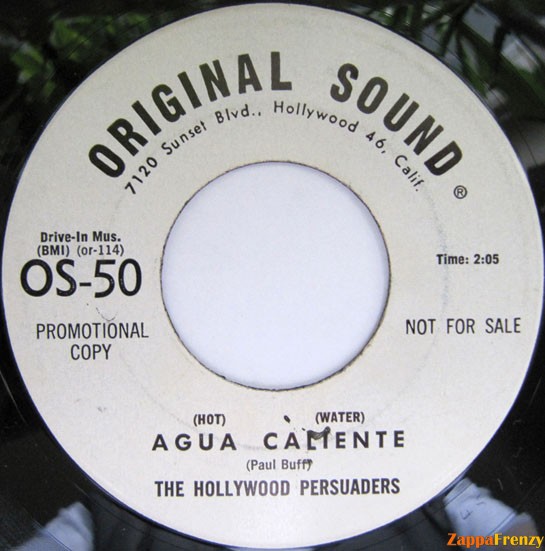 ORIGINAL SOUND ®
7120 Sunset Blvd., Hollywood 46, Calif.
Drive-In Mus.
(BMI) (or-114)
OS-50
Time: 2:05
PROMOTIONAL
COPY
NOT FOR SALE
(HOT) (WATER)
AGUA CALIENTE
(Paul Buff)
THE HOLLYWOOD PERSUADERS
ZappaFrenzy